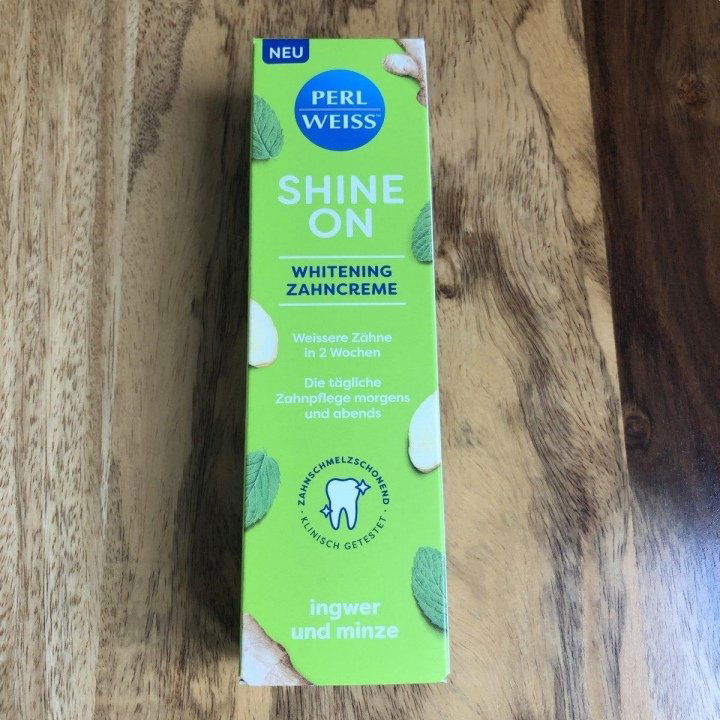 NEU
PERL
WEISS™
SHINE
ON
WHITENING
ZAHNCREME
Weissere Zähne
in 2 Wochen
Die tägliche
Zahnpflege morgens
und abends
ZAHNSCHMELZSCHONEND
· KLINISCH GETESTET ·
ingwer
und minze